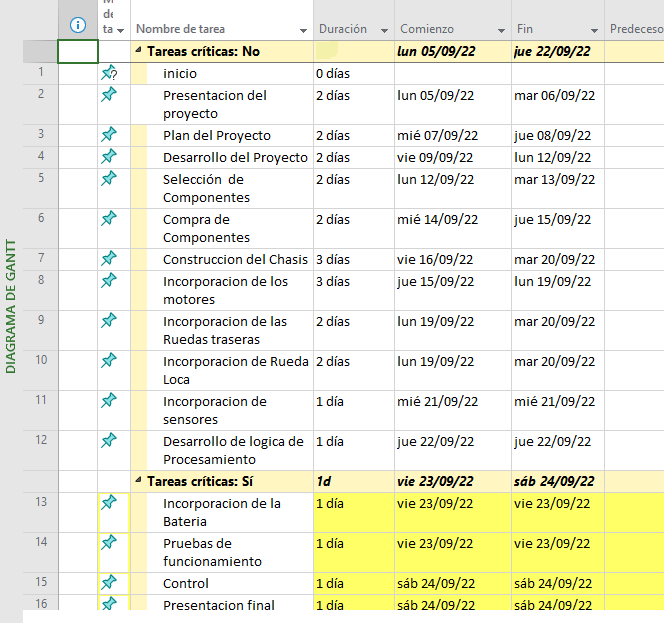 de
ta
Nombre de tarea Duración Comienzo Fin Predeceso
Tareas críticas: No lun 05/09/22 jue 22/09/22
1 inicio 0 días
2 Presentacion del 2 días lun 05/09/22 mar 06/09/22
proyecto
3 Plan del Proyecto 2 días mié 07/09/22 jue 08/09/22
4 Desarrollo del Proyecto 2 días vie 09/09/22 lun 12/09/22
5 Selección de 2 días lun 12/09/22 mar 13/09/22
Componentes
6 Compra de 2 días mié 14/09/22 jue 15/09/22
Componentes
7 Construccion del Chasis 3 días vie 16/09/22 mar 20/09/22
8 Incorporacion de los 3 días jue 15/09/22 lun 19/09/22
motores
9 Incorporacion de las 2 días lun 19/09/22 mar 20/09/22
Ruedas traseras
10 Incorporacion de Rueda 2 días lun 19/09/22 mar 20/09/22
Loca
11 Incorporacion de 1 día mié 21/09/22 mié 21/09/22
sensores
12 Desarrollo de logica de 1 día jue 22/09/22 jue 22/09/22
Procesamiento
Tareas críticas: Sí 1d vie 23/09/22 sáb 24/09/22
13 Incorporacion de la 1 día vie 23/09/22 vie 23/09/22
Bateria
14 Pruebas de 1 día vie 23/09/22 vie 23/09/22
funcionamiento
15 Control 1 día sáb 24/09/22 sáb 24/09/22
16 Presentacion final 1 día sáb 24/09/22 sáb 24/09/22
DIAGRAMA DE GANTT